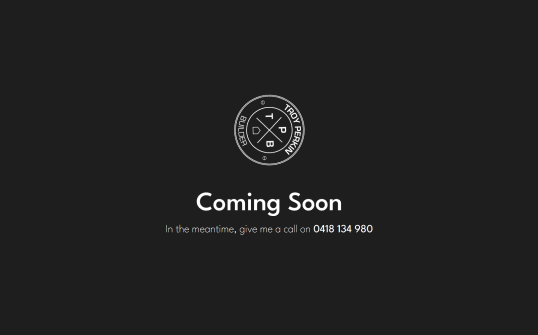 TROY PERKIN
BUILDER
T
P
B
Coming Soon
In the meantime, give me a call on 0418 134 980